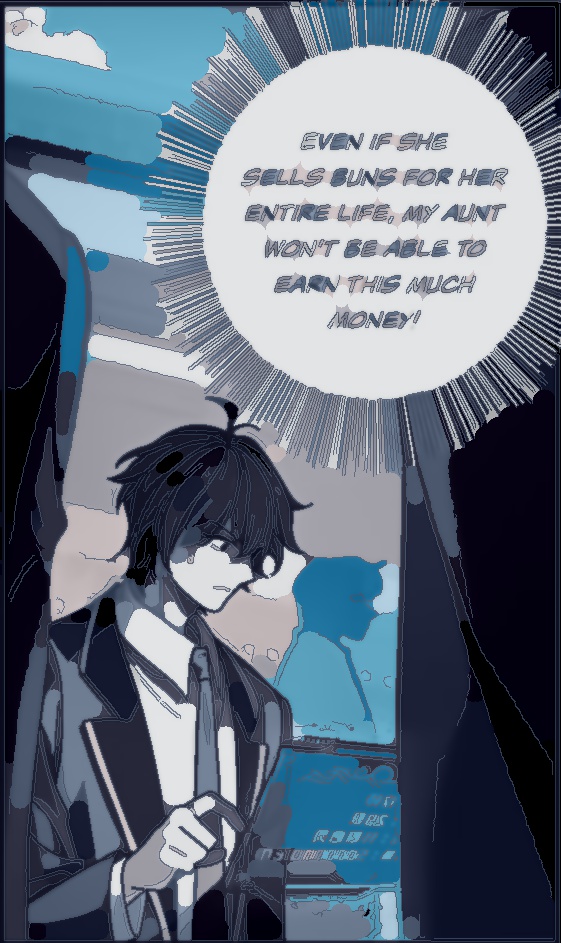 EVEN IF SHE
SELLS BUNS FOR HER
ENTIRE LIFE, MY AUNT
WON'T BE ABLE TO
EARN THIS MUCH
MONEY!